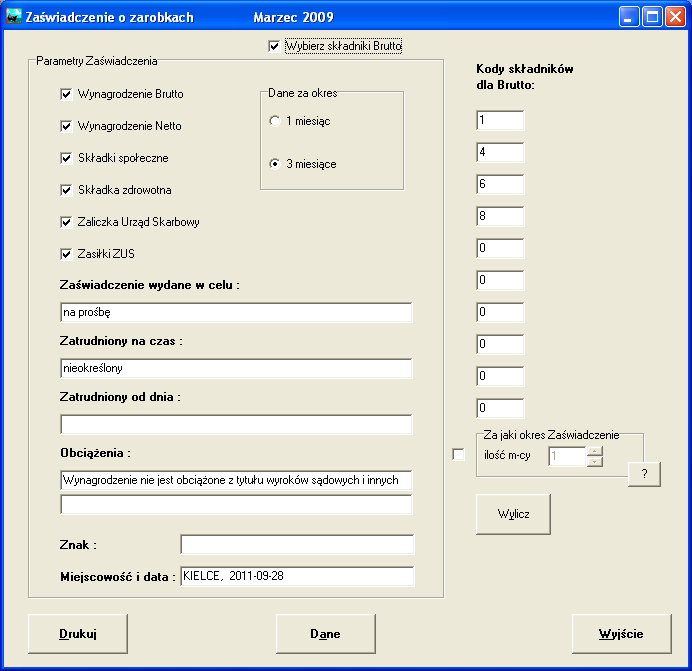 Zaświadczenie o zarobkach Marzec 2009
Wybierz składniki Brutto
Parametry Zaświadczenia
Wynagrodzenie Brutto
Wynagrodzenie Netto
Składki społeczne
Składka zdrowotna
Zaliczka Urząd Skarbowy
Zasiłki ZUS
Dane za okres
1 miesiąc
3 miesiące
Zaświadczenie wydane w celu :
na prośbę
Zatrudniony na czas :
nieokreślony
Zatrudniony od dnia :
Obciążenia :
Wynagrodzenie nie jest obciążone z tytułu wyroków sądowych i innych
Znak :
Miejscowość i data : KIELCE, 2011-09-28
Kody składników
dla Brutto:
1
4
6
8
0
0
0
0
0
0
Za jaki okres Zaświadczenie
ilość m-cy 1
?
Wylicz
Drukuj Dane Wyjście